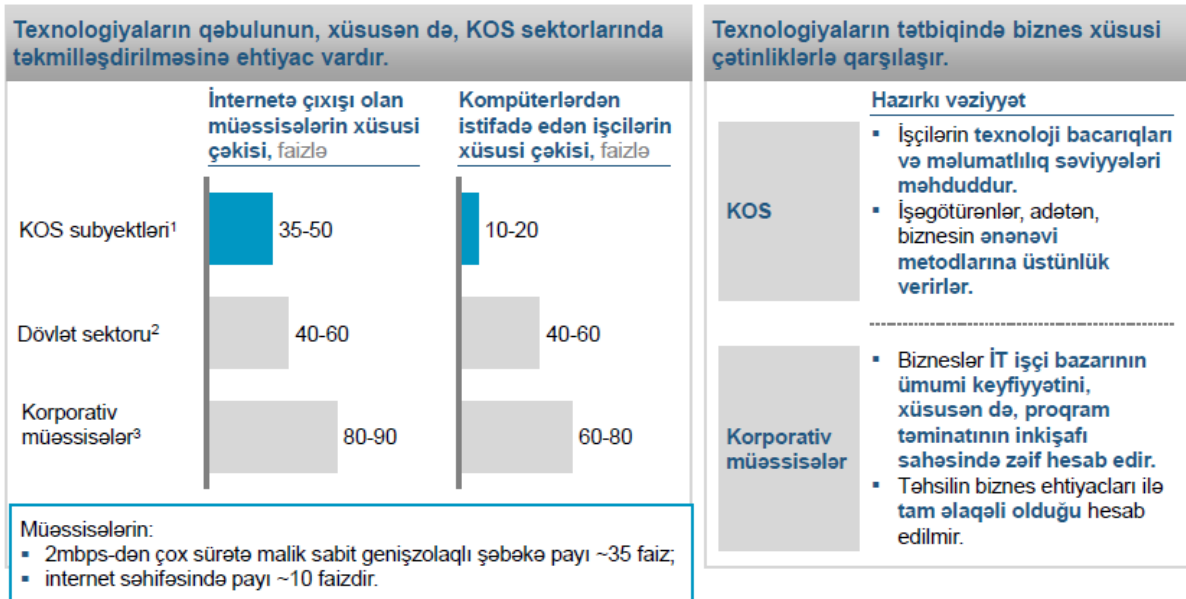 Texnologiyaların qəbulunun, xüsusən də, KOS sektorlarında
təkmilləşdirilməsinə ehtiyac vardır.
İnternetə çıxışı olan
müəssisələrin xüsusi
çəkisi, faizlə
Kompüterlərdən
istifadə edən işcilərin
xüsusi çəkisi, faizlə
KOS subyektləri¹
35-50
10-20
Dövlət sektoru²
40-60
40-60
Korporativ
müəssisələr³
80-90
60-80
Müəssisələrin:
▪ 2mbps-dən çox sürətə malik sabit genişzolaqlı şəbəkə payı ~35 faiz;
▪ internet səhifəsində payı ~10 faizdir.
Texnologiyaların tətbiqində biznes xüsusi
çətinliklərlə qarşılaşır.
Hazırkı vəziyyət
KOS
▪ İşçilərin texnoloji bacarıqları
və məlumatlılıq səviyyələri
məhduddur.
▪ İşəgötürənlər, adətən,
biznesin ənənəvi
metodlarına üstünlük
verirlər.
Korporativ
müəssisələr
▪ Bizneslər İT işçi bazarının
ümumi keyfiyyətini,
xüsusən də, proqram
təminatının inkişafı
sahəsində zəif hesab edir.
▪ Təhsilin biznes ehtiyacları ilə
tam əlaqəli olduğu hesab
edilmir.